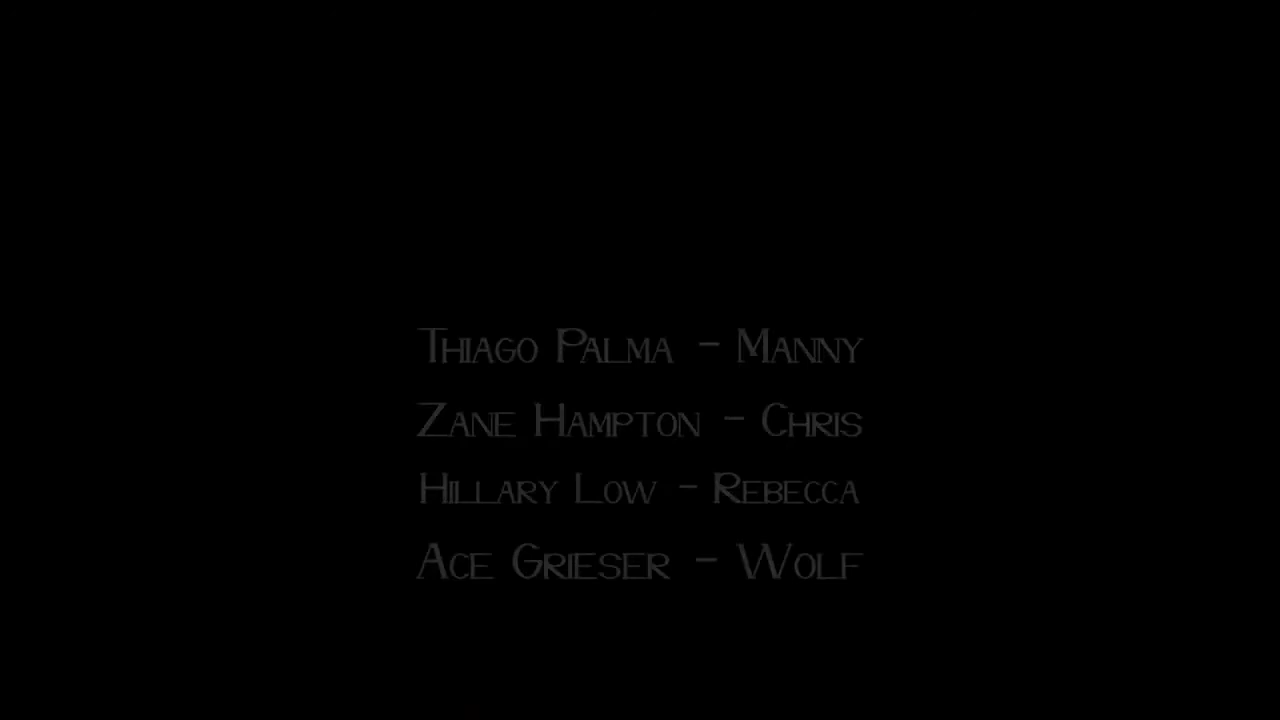 Thiago Palma - Manny
Zane Hampton - Chris
Hillary Low - Rebecca
Ace Grieser - Wolf